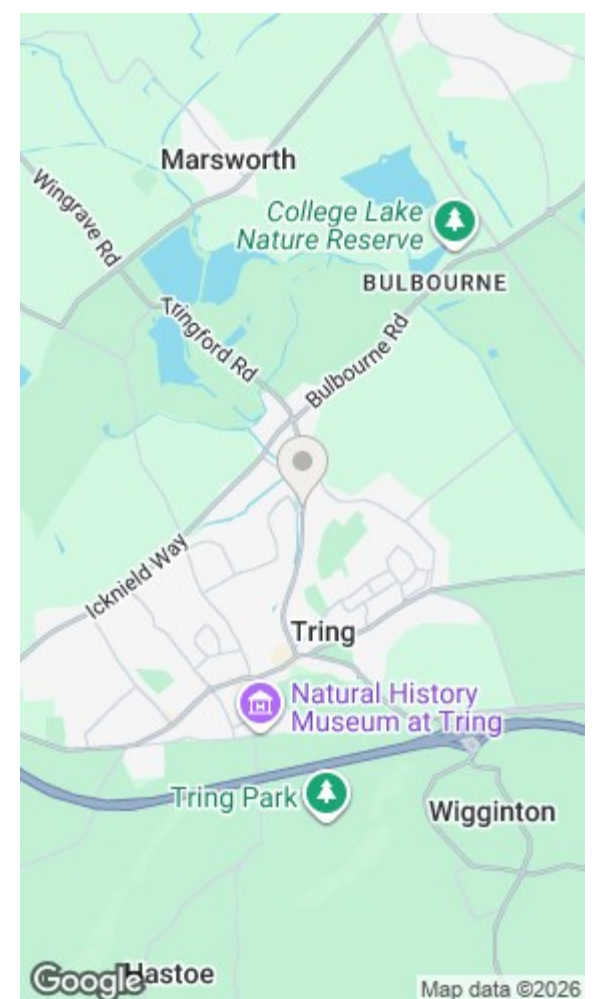 Marsworth
Wingrave Rd
College Lake
Nature Reserve
BULBOURNE
Tringford Rd
Bulbourne Rd
Icknield Way
Tring
Natural History
Museum at Tring
Tring Park
Wigginton
Hastoe
Google
Map data ©2026